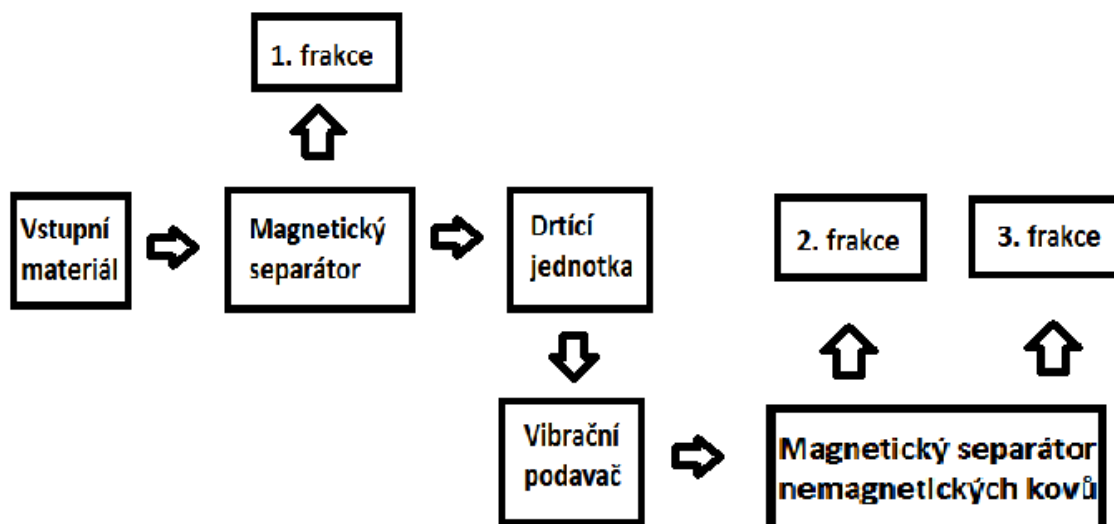 1. frakce
Vstupní
materiál
Magnetický
separátor
Drtící
jednotka
2. frakce
3. frakce
Vibrační
podavač
Magnetický separátor
nemagnetických kovů